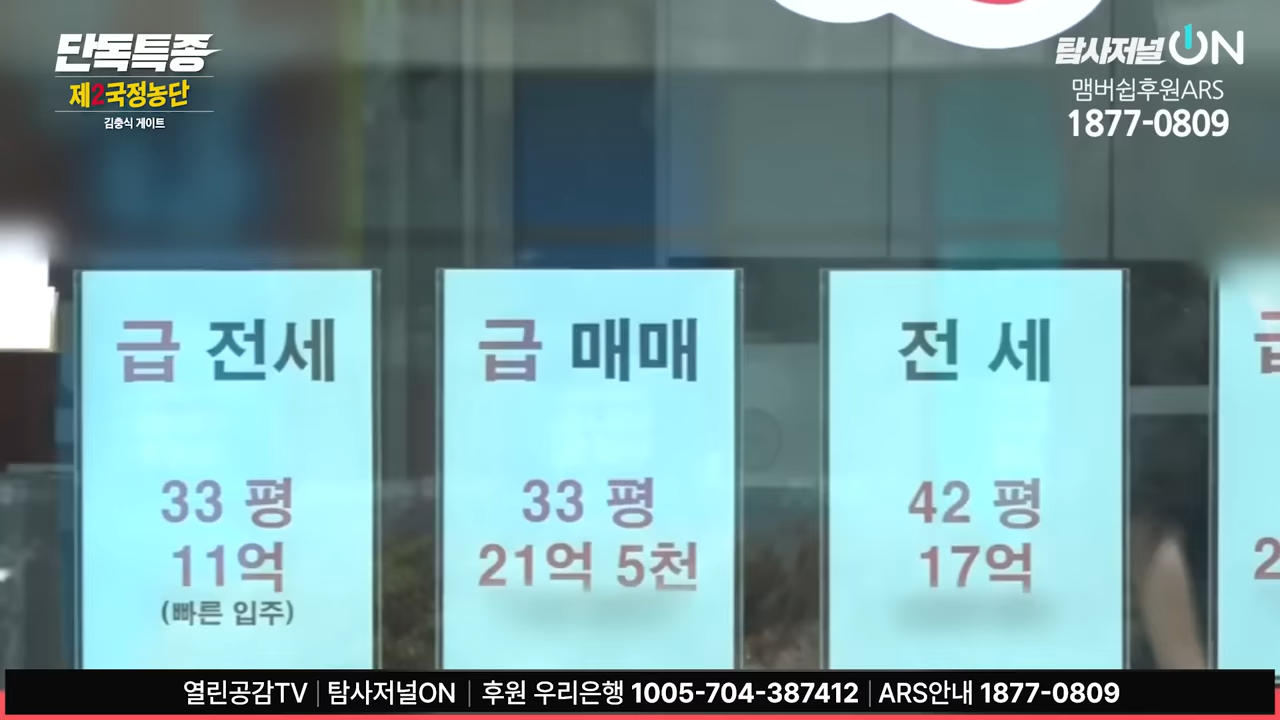 단독특종
제2국정농단
김충식 게이트
탐사저널ON
맴버쉽후원ARS
1877-0809
급 전세
33 평
11억
(빠른 입주)
급 매매
33 평
21억 5천
전 세
42 평
17억
급
2
열린공감TV | 탐사저널ON | 후원 우리은행 1005-704-387412 | ARS안내 1877-0809